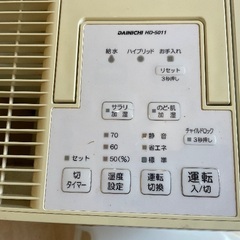 DAINICHI HD-5011
給水 ハイブリッド お手入れ
リセット
3秒押し
サラリ加湿 のど・肌加湿
チャイルドロック
3秒押し
70 静音
60 省エネ
セット 50(%) 標準
切タイマー 湿度設定 運転切換 運転入/切